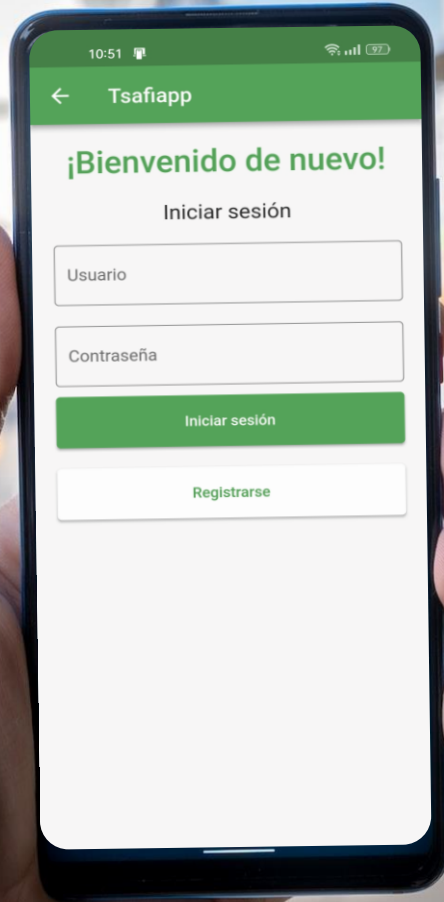 10:51
97
Tsafiapp
¡Bienvenido de nuevo!
Iniciar sesión
Usuario
Contraseña
Iniciar sesión
Registrarse